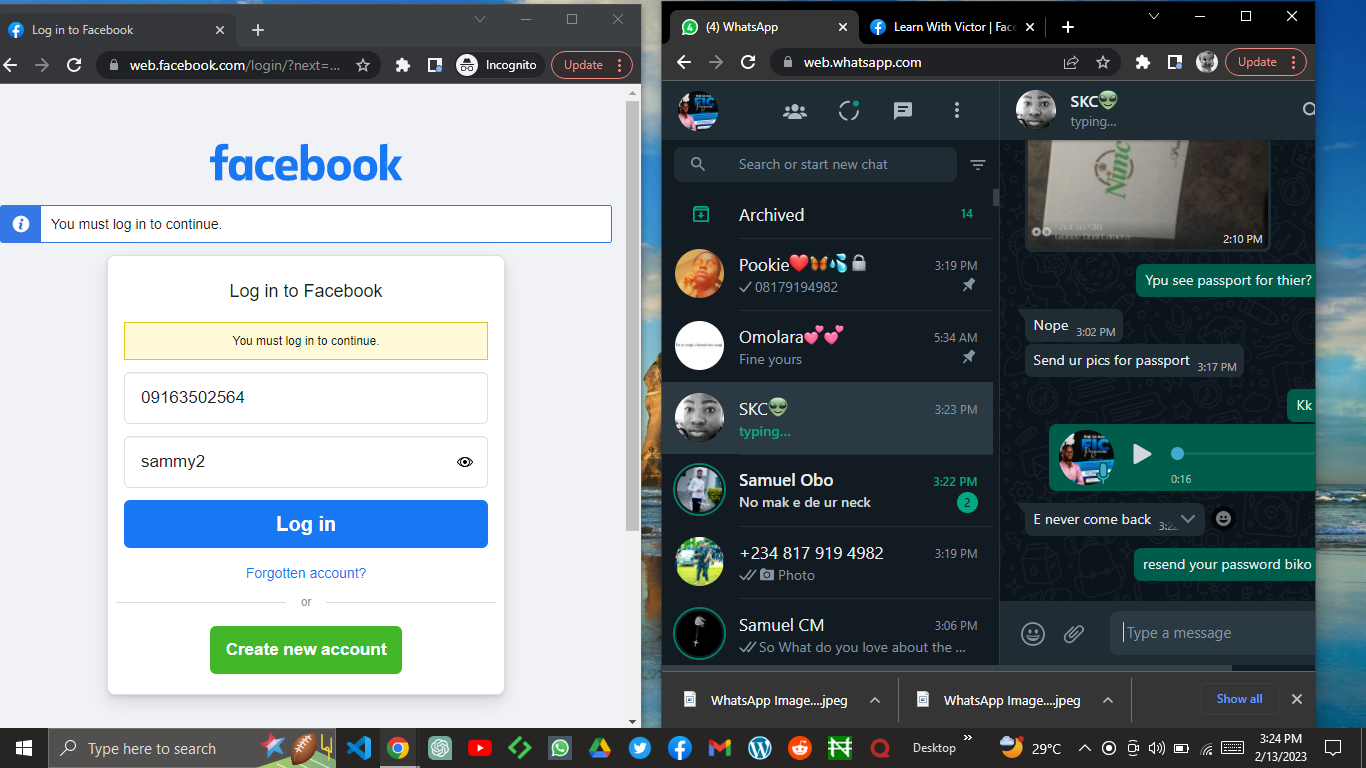 Log in to Facebook
web.facebook.com/login/?next=...
Incognito
Update
facebook
You must log in to continue.
Log in to Facebook
You must log in to continue.
09163502564
sammy2
Log in
Forgotten account?
or
Create new account
4
(4) WhatsApp
Learn With Victor | Fac
web.whatsapp.com
Update
Search or start new chat
Archived
14
Pookie❤️🦋💦🔒
3:19 PM
08179194982
Omolara💕💕
5:34 AM
Fine yours
SKC👽
3:23 PM
typing...
Samuel Obo
3:22 PM
No mak e de ur neck
2
+234 817 919 4982
3:19 PM
Photo
Samuel CM
3:06 PM
So What do you love about the ...
SKC👽
typing...
Nimc
2:10 PM
Ypu see passport for thier?
Nope
3:02 PM
Send ur pics for passport
3:17 PM
Kk
0:16
E never come back
3:2
resend your password biko
Type a message
WhatsApp Image....jpeg
WhatsApp Image....jpeg
Show all
Type here to search
Desktop
29°C
3:24 PM
2/13/2023